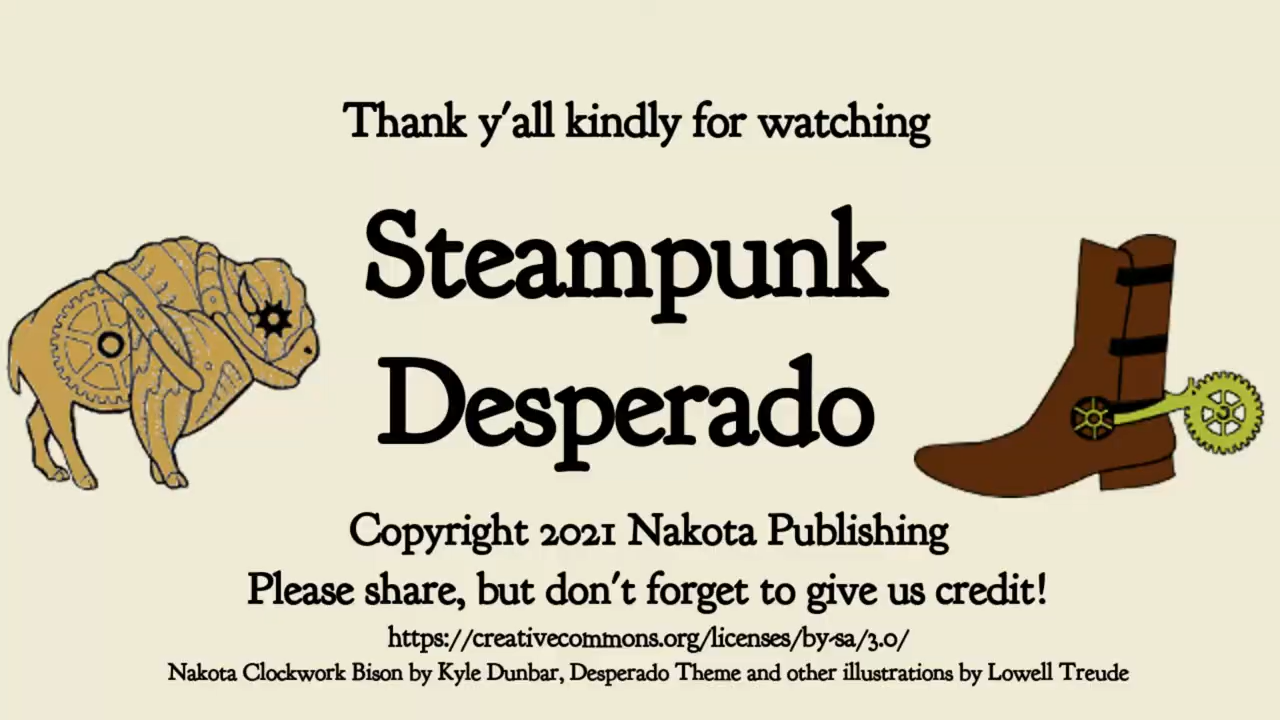 Thank y'all kindly for watching
Steampunk
Desperado
Copyright 2021 Nakota Publishing
Please share, but don't forget to give us credit!
https://creativecommons.org/licenses/by-sa/3.0/
Nakota Clockwork Bison by Kyle Dunbar, Desperado Theme and other illustrations by Lowell Treude